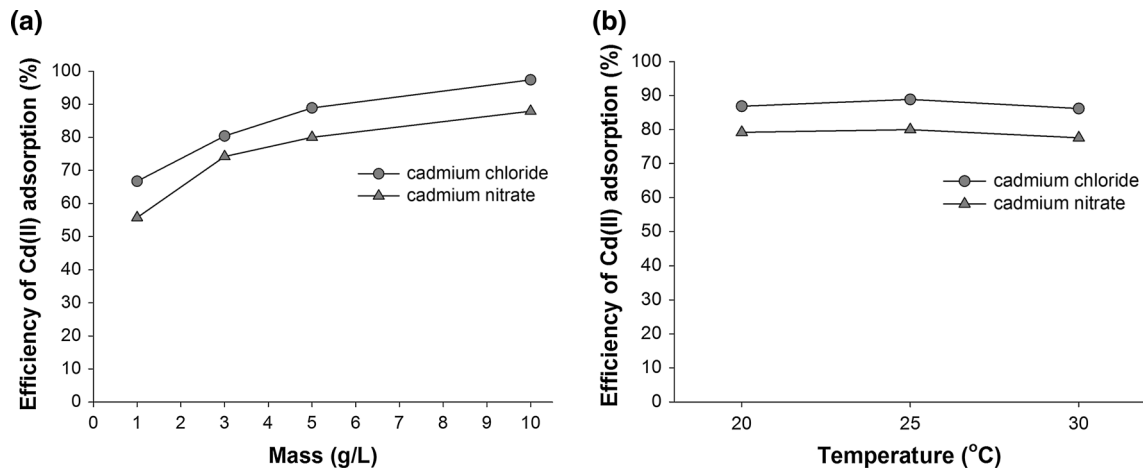 (a)
Efficiency of Cd(II) adsorption (%)
100
90
80
70
60
50
40
30
20
10
0
cadmium chloride
cadmium nitrate
0 1 2 3 4 5 6 7 8 9 10
Mass (g/L)
(b)
Efficiency of Cd(II) adsorption (%)
100
90
80
70
60
50
40
30
20
10
0
cadmium chloride
cadmium nitrate
20 25 30
Temperature (°C)